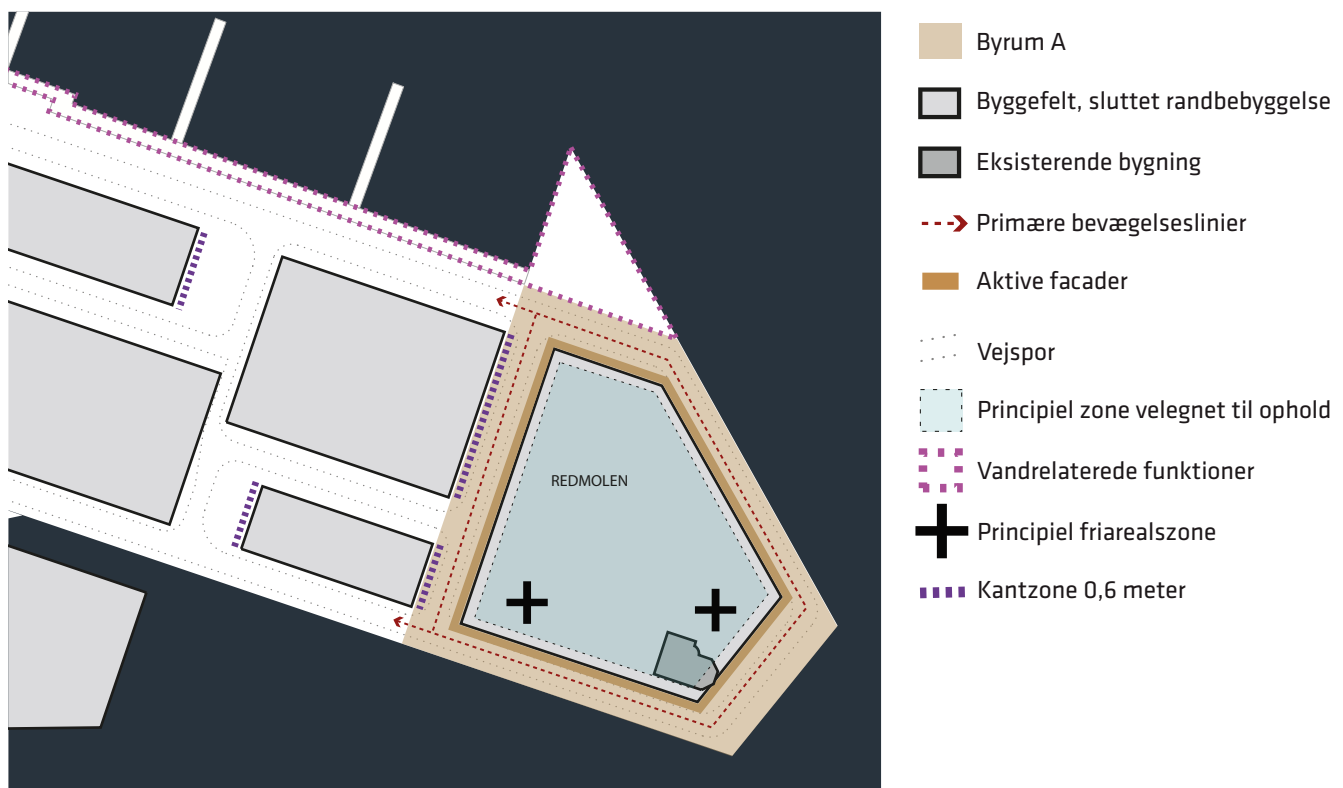 REDMOLEN
Byrum A
Byggefelt, sluttet randbebyggelse
Eksisterende bygning
Primære bevægelseslinier
Aktive facader
Vejspor
Principiel zone velegnet til ophold
Vandrelaterede funktioner
Principiel friarealszone
Kantzone 0,6 meter